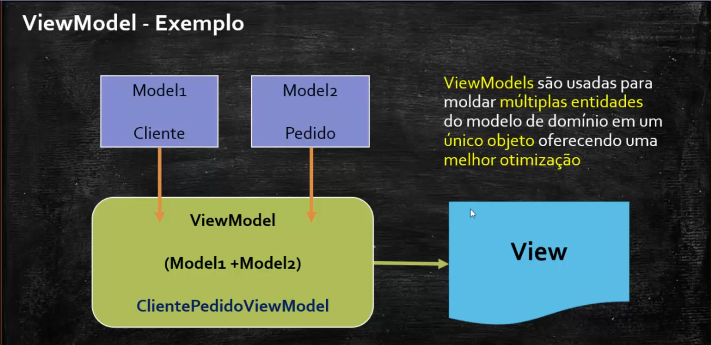 ViewModel - Exemplo
Model1
Cliente
Model2
Pedido
ViewModels são usadas para
moldar múltiplas entidades
do modelo de domínio em um
único objeto oferecendo uma
melhor otimização
ViewModel
(Model1 +Model2)
ClientePedidoViewModel
View